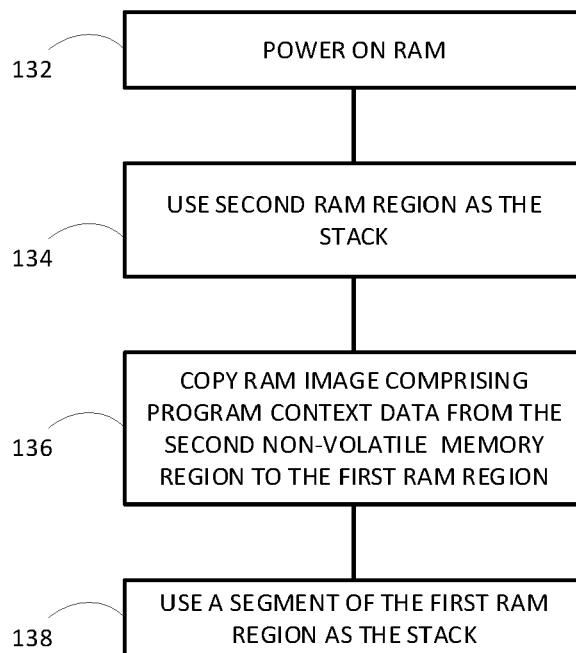 POWER ON RAM
132
USE SECOND RAM REGION AS THE
STACK
134
COPY RAM IMAGE COMPRISING
PROGRAM CONTEXT DATA FROM THE
SECOND NON-VOLATILE MEMORY
REGION TO THE FIRST RAM REGION
136
USE A SEGMENT OF THE FIRST RAM
REGION AS THE STACK
138